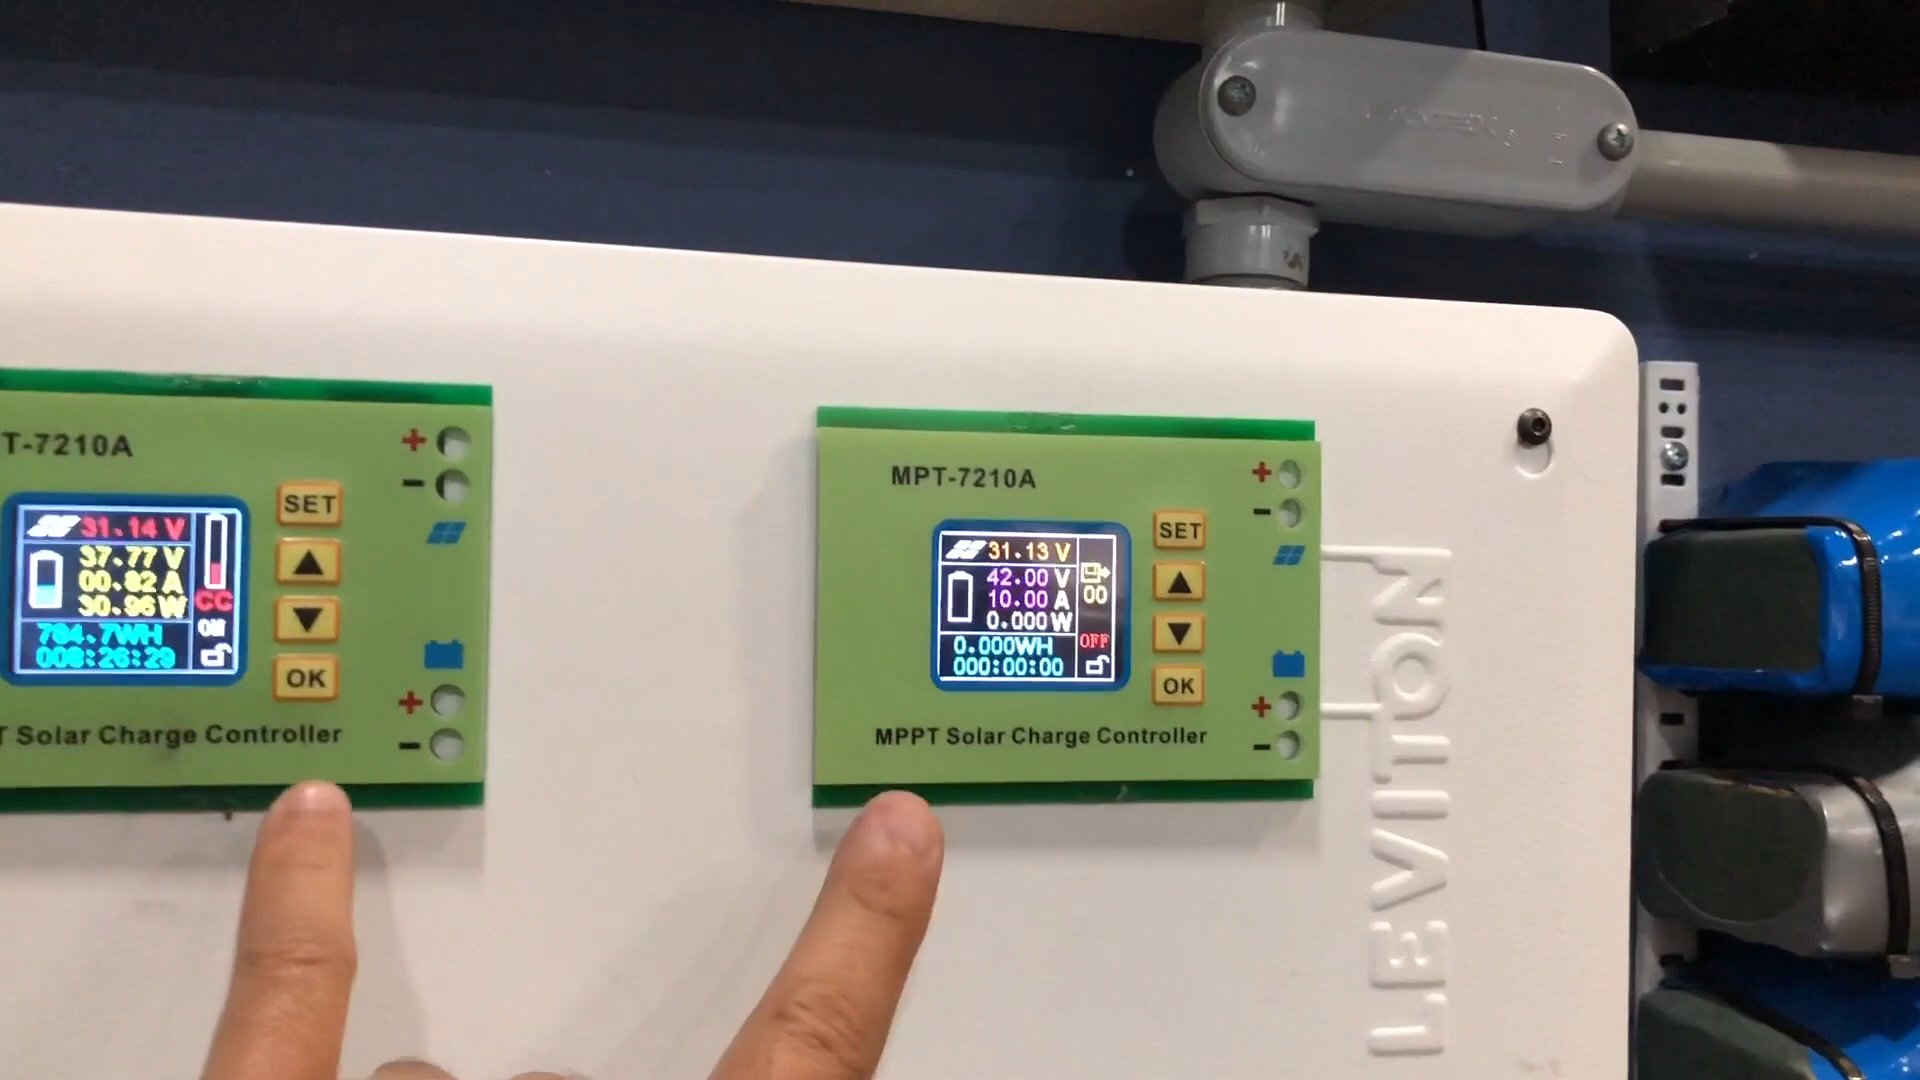 T-7210A
31.14 V
37.77 V
00.82 A
30.96 W
CC
ON
784.7WH
008:26:29
SET
OK
+
-
+
-
T Solar Charge Controller
MPT-7210A
31.13 V
42.00 V
10.00 A
0.000 W
00
OFF
0.000WH
000:00:00
SET
OK
+
-
+
-
MPPT Solar Charge Controller
LEVITON